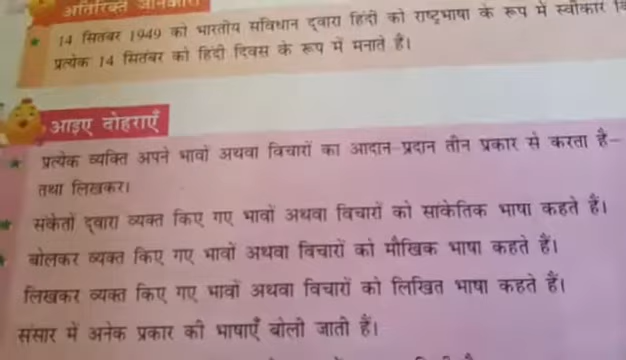 अतिरिक्त जानकारी
14 सितंबर 1949 को भारतीय संविधान द्वारा हिंदी को राष्ट्रभाषा के रूप में स्वीकार
प्रत्येक 14 सितंबर को हिंदी दिवस के रूप में मनाते हैं।
आइए दोहराएँ
प्रत्येक व्यक्ति अपने भावों अथवा विचारों का आदान-प्रदान तीन प्रकार से करता है–
तथा लिखकर।
संकेतों द्वारा व्यक्त किए गए भावों अथवा विचारों को सांकेतिक भाषा कहते हैं।
बोलकर व्यक्त किए गए भावों अथवा विचारों को मौखिक भाषा कहते हैं।
लिखकर व्यक्त किए गए भावों अथवा विचारों को लिखित भाषा कहते हैं।
संसार में अनेक प्रकार की भाषाएँ बोली जाती हैं।